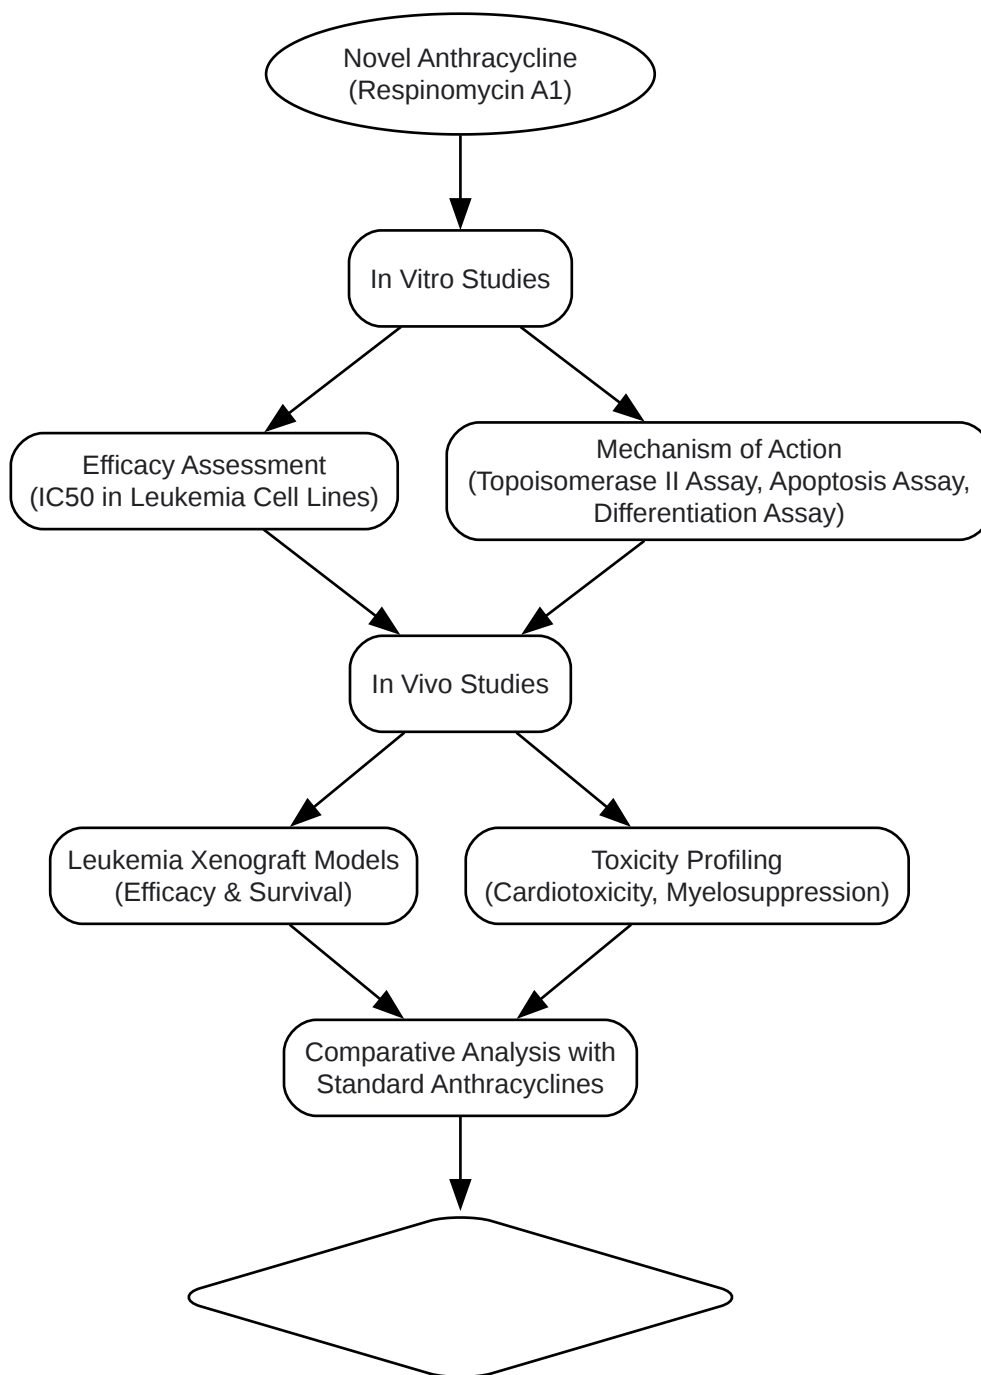 Novel Anthracycline
(Respinomycin A1)
In Vitro Studies
Efficacy Assessment
(IC50 in Leukemia Cell Lines)
Mechanism of Action
(Topoisomerase II Assay, Apoptosis Assay,
Differentiation Assay)
In Vivo Studies
Leukemia Xenograft Models
(Efficacy & Survival)
Toxicity Profiling
(Cardiotoxicity, Myelosuppression)
Comparative Analysis with
Standard Anthracyclines